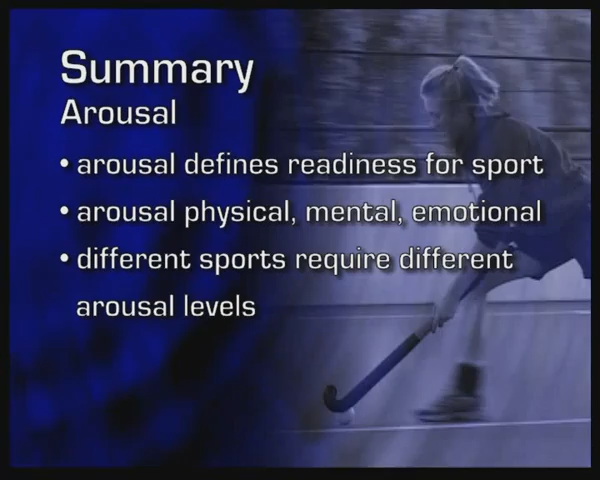 Summary
Arousal
• arousal defines readiness for sport
• arousal physical, mental, emotional
• different sports require different
arousal levels